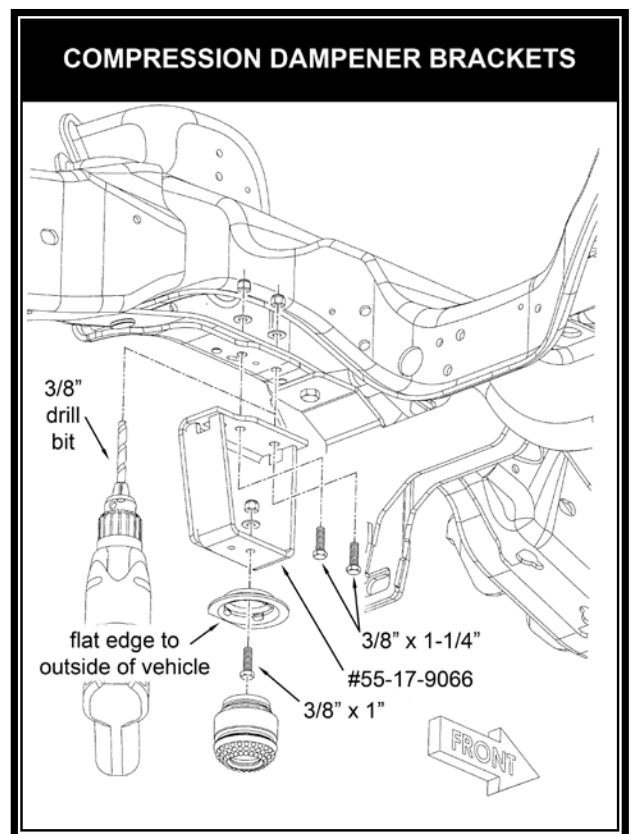 COMPRESSION DAMPENER BRACKETS
3/8"
drill
bit
flat edge to
outside of vehicle
3/8" x 1-1/4"
#55-17-9066
3/8" x 1"
FRONT